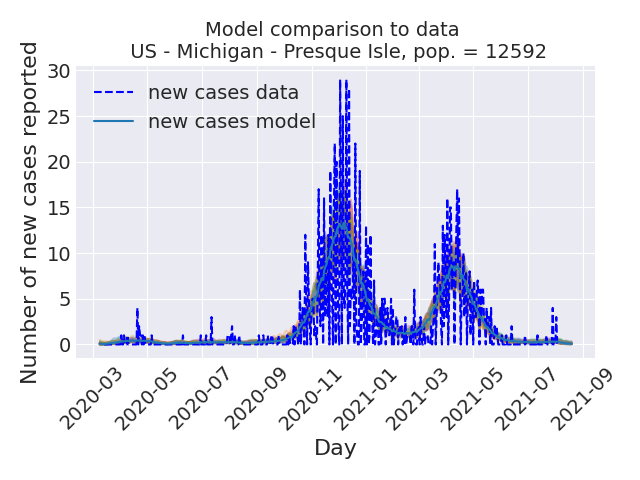 Model comparison to data
US - Michigan - Presque Isle, pop. = 12592
new cases data
new cases model
Number of new cases reported
30
25
20
15
10
5
0
2020-03
2020-05
2020-07
2020-09
2020-11
2021-01
2021-03
2021-05
2021-07
2021-09
Day